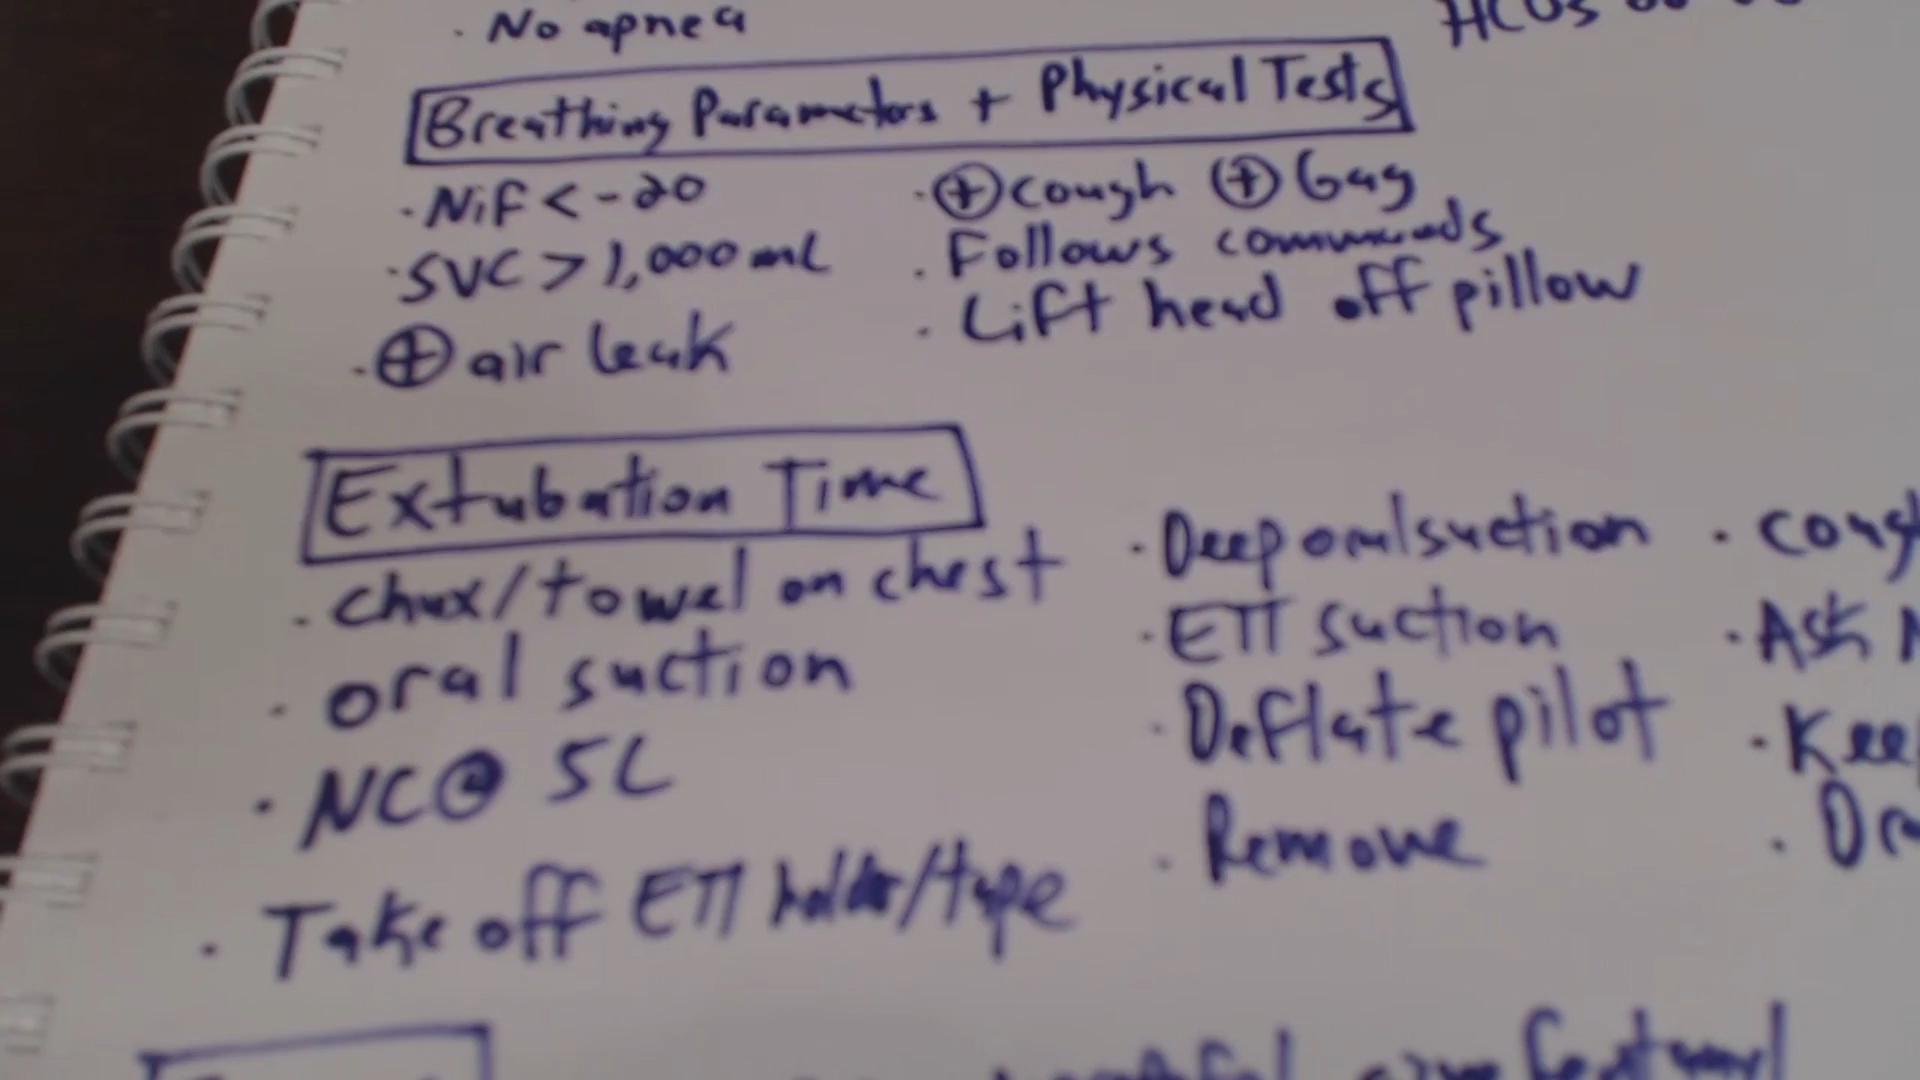 · No apnea
Breathing Parameters + Physical Tests
· NiF < -20
· SVC > 1,000 mL
· ⊕ air leak
· ⊕ cough ⊕ Gag
· Follows commands
· Lift head off pillow
Extubation Time
· Chux/towel on chest
· oral suction
· NC @ 5L
· Take off ETT holder/tape
· Deep oral suction
· ETT suction
· Deflate pilot
· Remove
· Ask